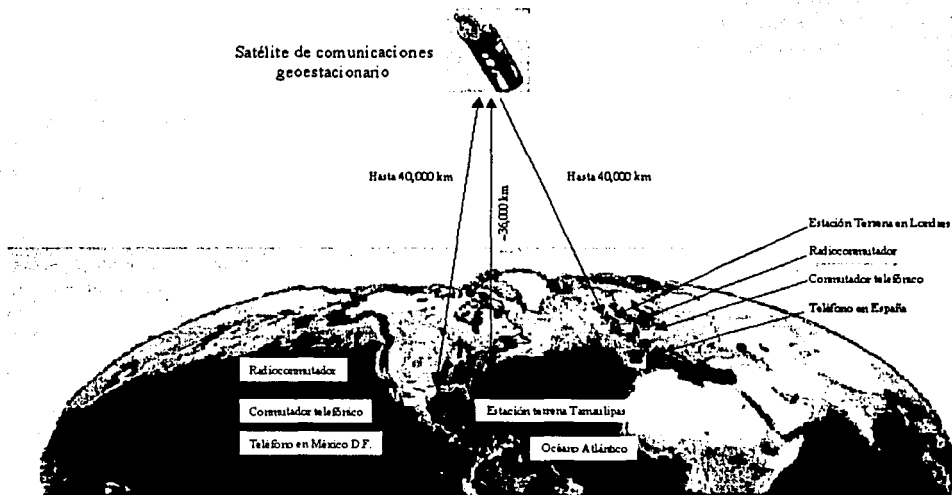 Satélite de comunicaciones
geoestacionario
Hasta 40,000 km
~36,000 km
Hasta 40,000 km
Estación Terrena en Londres
Radioconmutador
Conmutador telefónico
Teléfono en España
Radioconmutador
Conmutador telefónico
Teléfono en México D.F.
Estación terrena Tamaulipas
Océano Atlántico